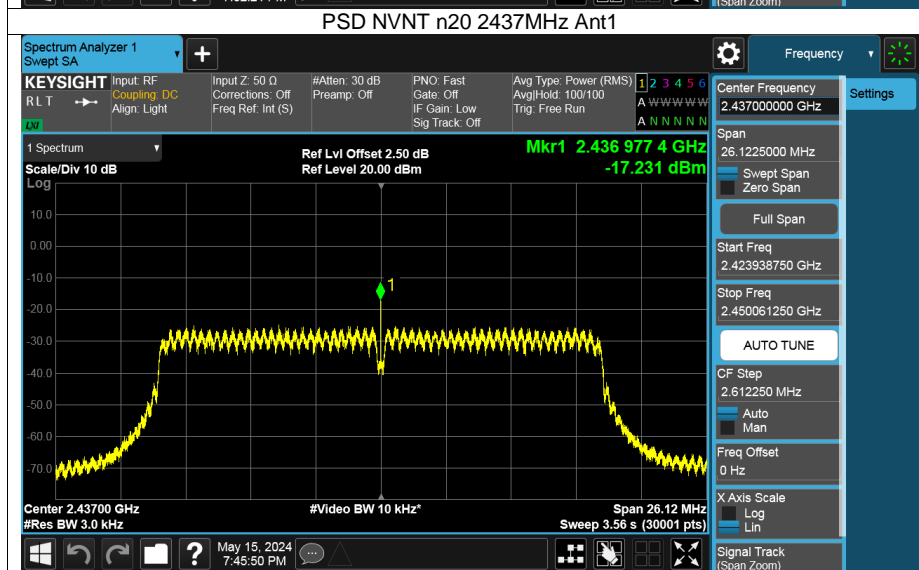 (Span Zoom)
PSD NVNT n20 2437MHz Ant1
Spectrum Analyzer 1
Swept SA
+
Frequency
KEYSIGHT
RLT
LXI
Input: RF
Coupling: DC
Align: Light
Input Z: 50 Ω
Corrections: Off
Freq Ref: Int (S)
#Atten: 30 dB
Preamp: Off
PNO: Fast
Gate: Off
IF Gain: Low
Sig Track: Off
Avg Type: Power (RMS)
Avg|Hold: 100/100
Trig: Free Run
1 2 3 4 5 6
A W W W W W
A N N N N N
Center Frequency
2.437000000 GHz
Settings
Span
26.1225000 MHz
Swept Span
Zero Span
Full Span
Start Freq
2.423938750 GHz
Stop Freq
2.450061250 GHz
AUTO TUNE
CF Step
2.612250 MHz
Auto
Man
Freq Offset
0 Hz
X Axis Scale
Log
Lin
Signal Track
(Span Zoom)
1 Spectrum
Scale/Div 10 dB
Ref Lvl Offset 2.50 dB
Ref Level 20.00 dBm
Mkr1 2.436 977 4 GHz
-17.231 dBm
Log
10.0
0.00
-10.0
-20.0
-30.0
-40.0
-50.0
-60.0
-70.0
1
Center 2.43700 GHz
#Res BW 3.0 kHz
#Video BW 10 kHz*
Span 26.12 MHz
Sweep 3.56 s (30001 pts)
?
May 15, 2024
7:45:50 PM